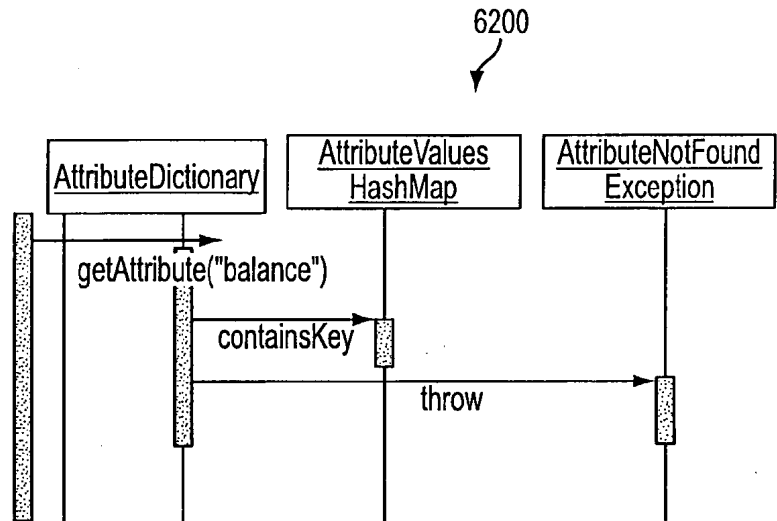 6200
AttributeDictionary
AttributeValues
HashMap
AttributeNotFound
Exception
getAttribute("balance")
containsKey
throw